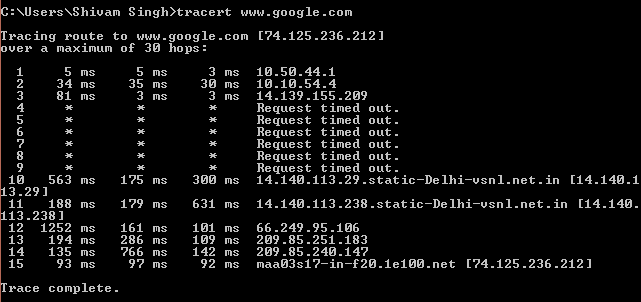 C:\Users\Shivam Singh>tracert www.google.com
Tracing route to www.google.com [74.125.236.212]
over a maximum of 30 hops:
1 5 ms 5 ms 3 ms 10.50.44.1
2 34 ms 35 ms 30 ms 10.10.54.4
3 81 ms 3 ms 3 ms 14.139.155.209
4 * * * Request timed out.
5 * * * Request timed out.
6 * * * Request timed out.
7 * * * Request timed out.
8 * * * Request timed out.
9 * * * Request timed out.
10 563 ms 175 ms 300 ms 14.140.113.29.static-Delhi-vsnl.net.in [14.140.1
13.29]
11 188 ms 179 ms 631 ms 14.140.113.238.static-Delhi-vsnl.net.in [14.140.
113.238]
12 1252 ms 161 ms 101 ms 66.249.95.106
13 194 ms 286 ms 109 ms 209.85.251.183
14 135 ms 766 ms 142 ms 209.85.240.147
15 93 ms 97 ms 92 ms maa03s17-in-f20.1e100.net [74.125.236.212]
Trace complete.